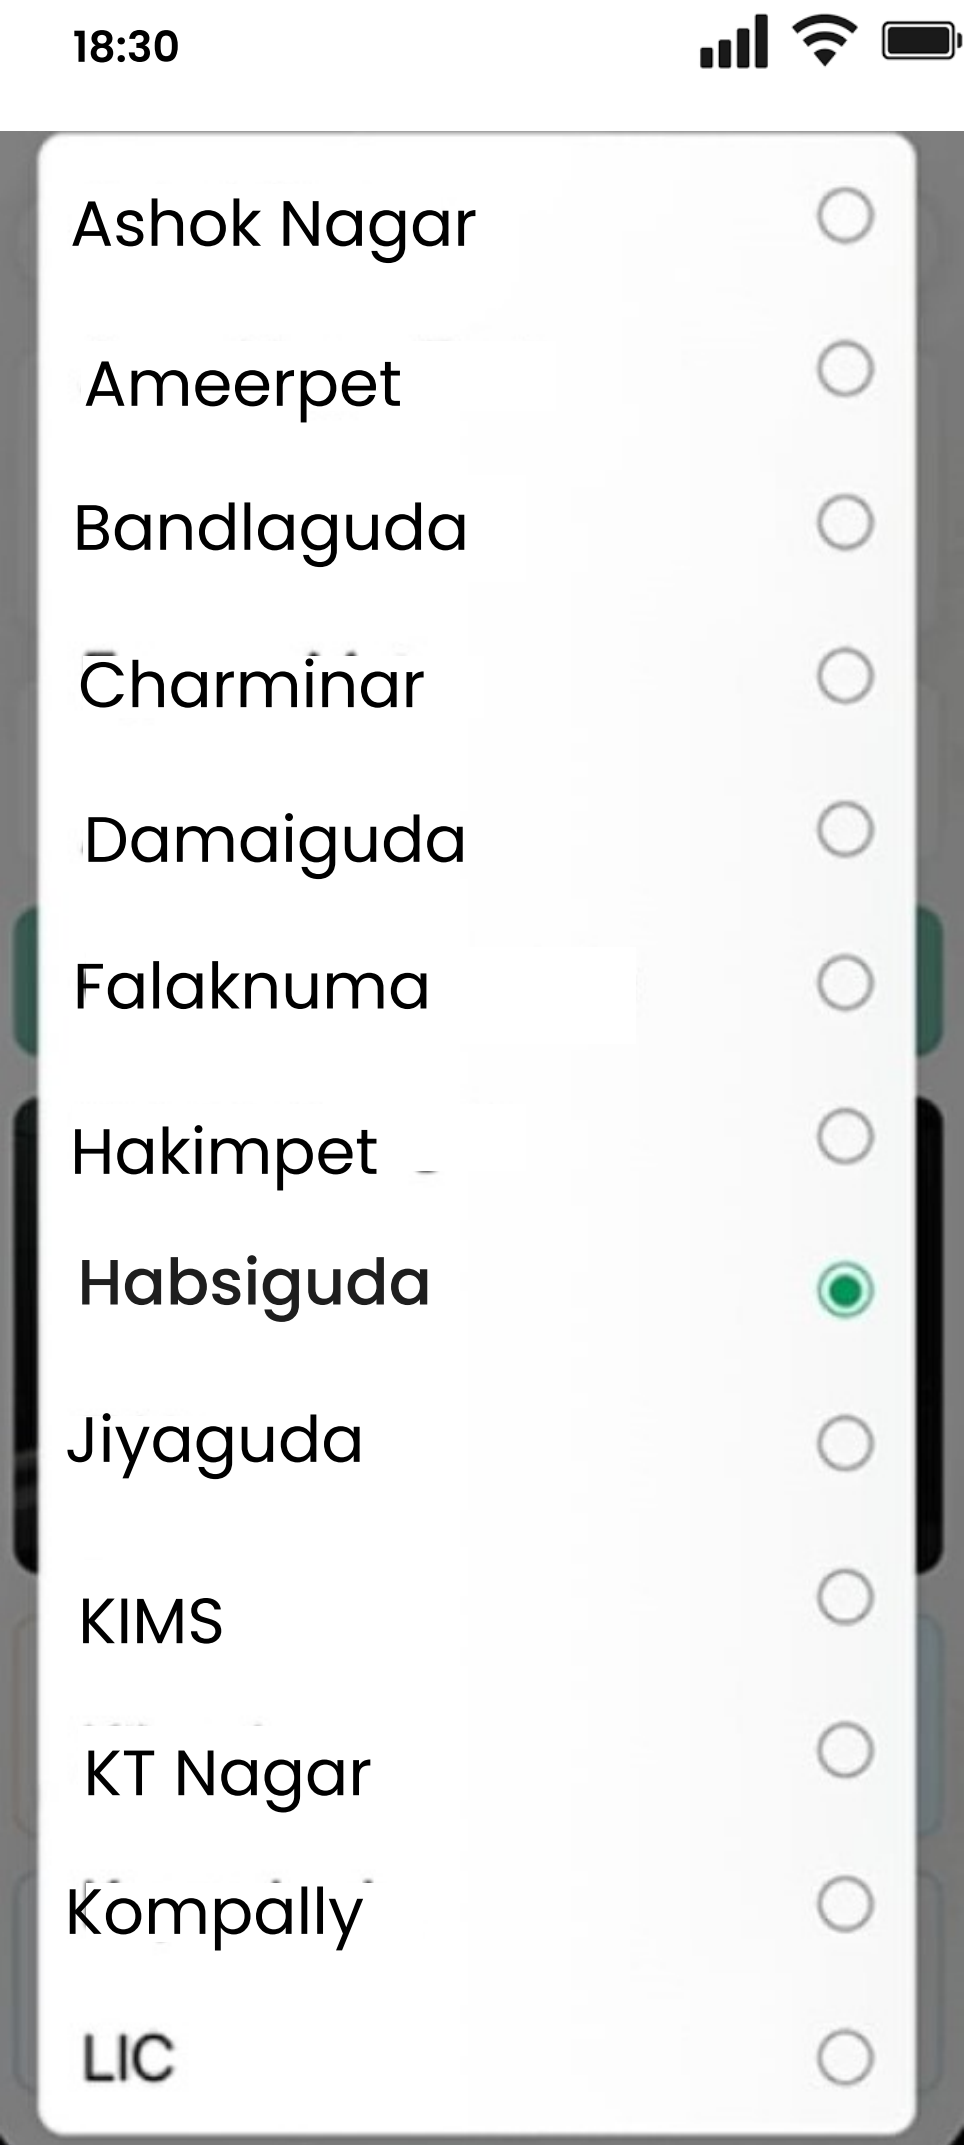 18:30
Ashok Nagar
Ameerpet
Bandlaguda
Charminar
Damaiguda
Falaknuma
Hakimpet
Habsiguda
Jiyaguda
KIMS
KT Nagar
Kompally
LIC